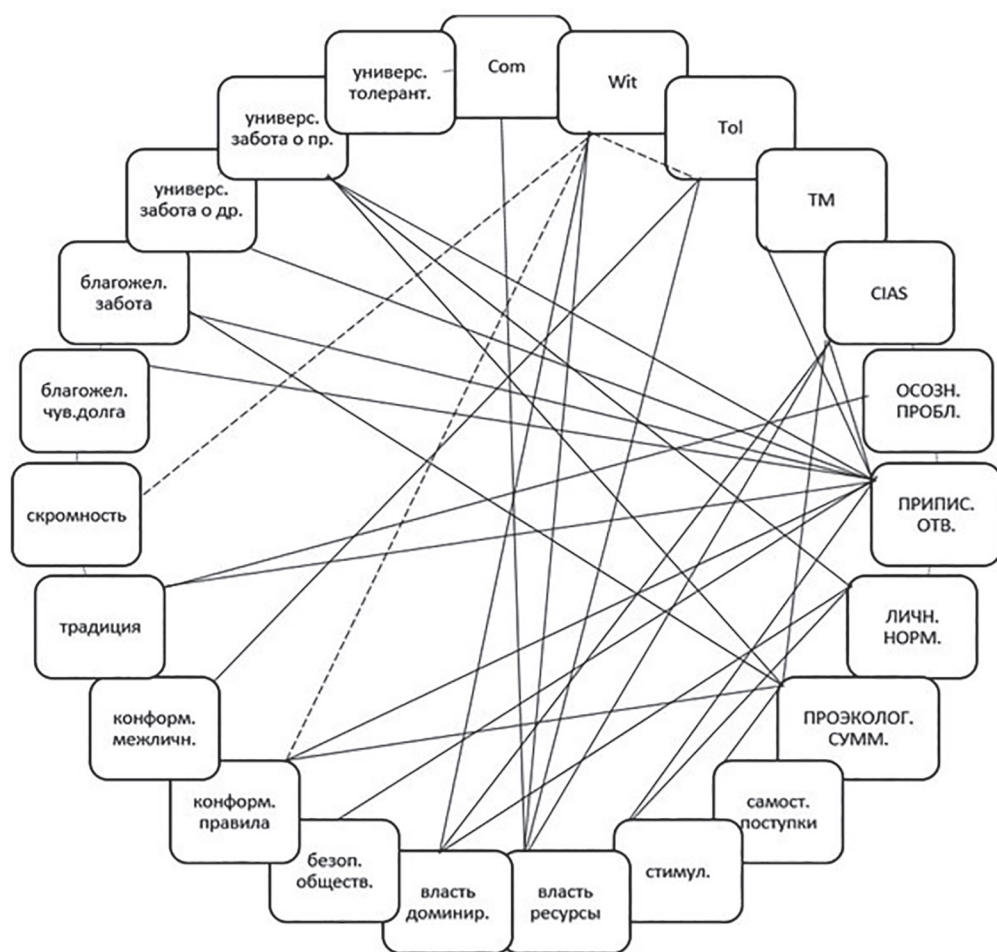 Com
Wit
Tol
TM
CIAS
ОСОЗН.
ПРОБЛ.
ПРИПИС.
ОТВ.
ЛИЧН.
НОРМ.
ПРОЭКОЛОГ.
СУММ.
самост.
поступки
стимул.
власть
ресурсы
власть
доминир.
безоп.
обществ.
конформ.
правила
конформ.
межличн.
традиция
скромность
благожел.
чув.долга
благожел.
забота
универс.
забота о др.
универс.
забота о пр.
универс.
толерант.